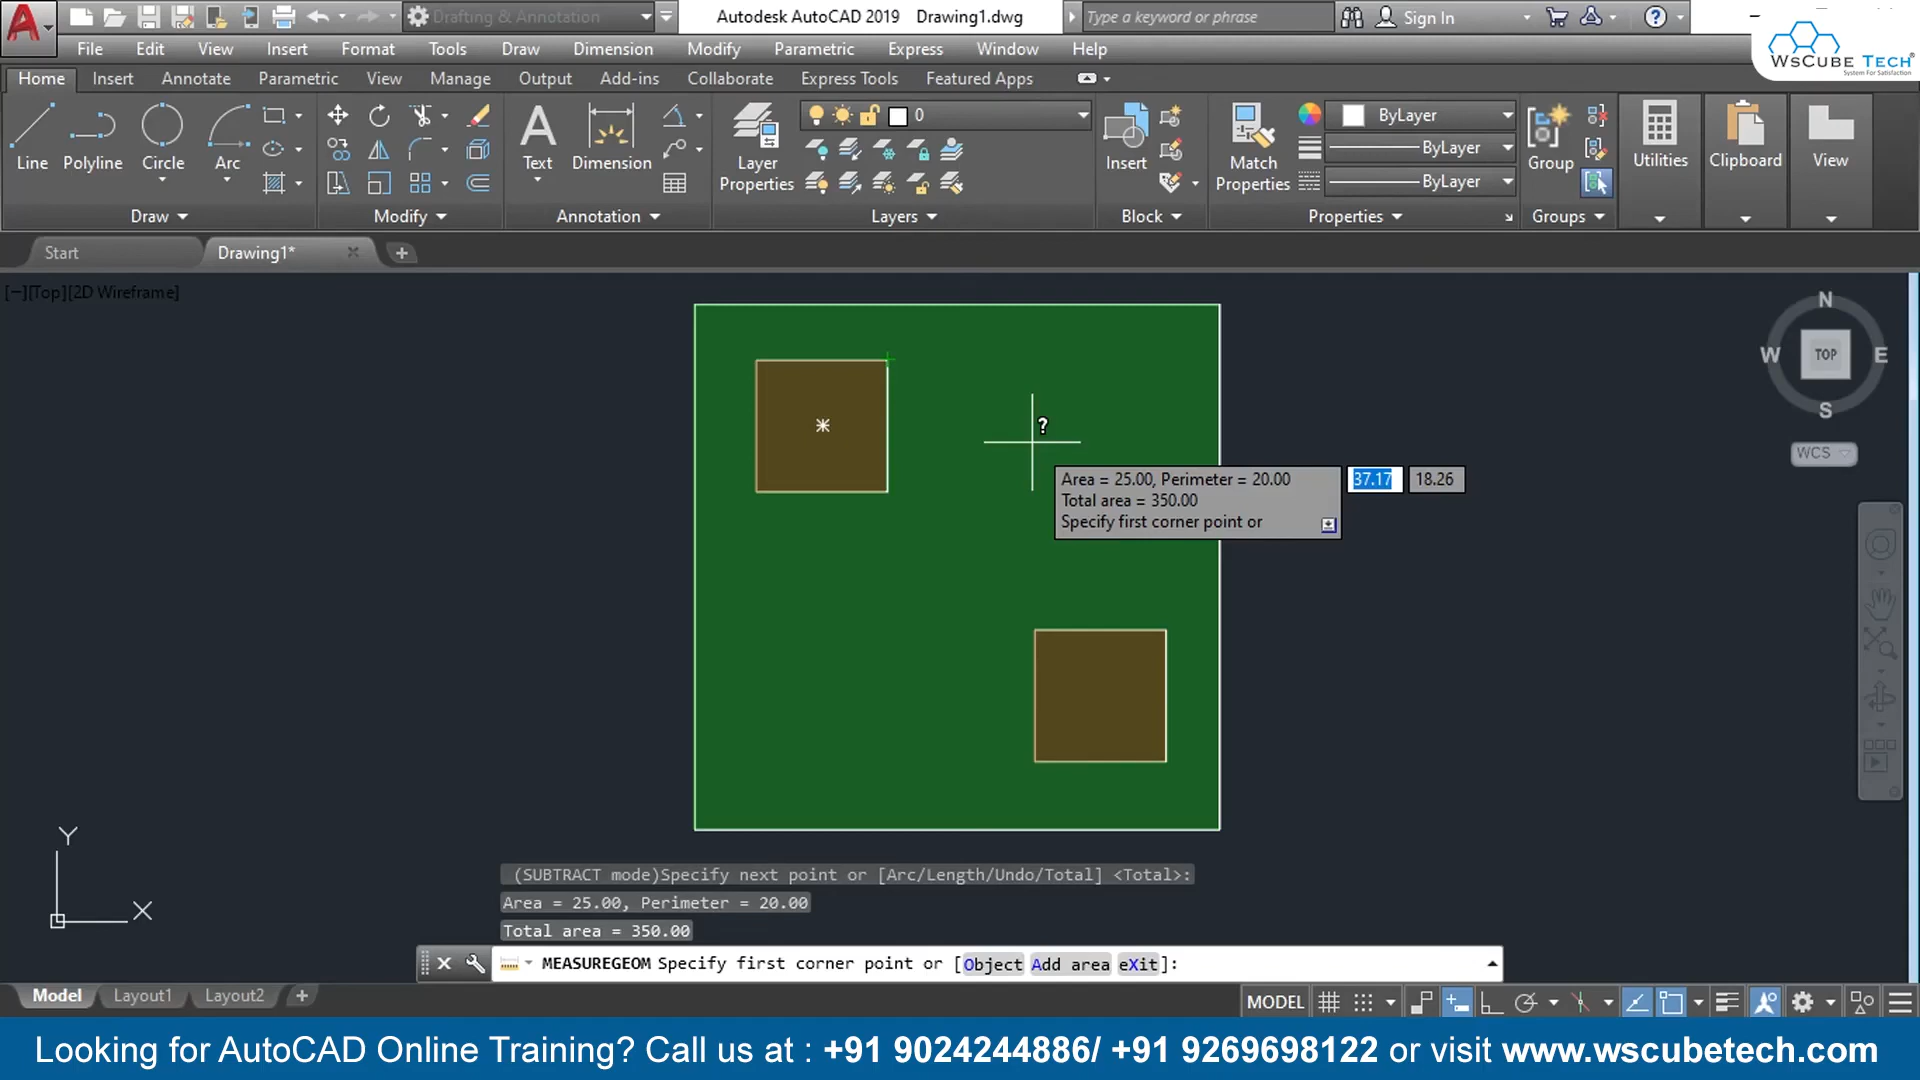 Drafting & Annotation
Autodesk AutoCAD 2019 Drawing1.dwg
Type a keyword or phrase
Sign In
WsCube Tech
System For Satisfaction
File Edit View Insert Format Tools Draw Dimension Modify Parametric Express Window Help
Home Insert Annotate Parametric View Manage Output Add-ins Collaborate Express Tools Featured Apps
0
ByLayer
ByLayer
ByLayer
Line Polyline Circle Arc
Text Dimension
Layer Properties
Insert
Match Properties
Group
Utilities
Clipboard
View
Draw Modify Annotation Layers Block Properties Groups
Start Drawing1*
[−][Top][2D Wireframe]
N
W TOP E
S
WCS
?
Area = 25.00, Perimeter = 20.00
Total area = 350.00
Specify first corner point or
37.17 18.26
Y
X
(SUBTRACT mode)Specify next point or [Arc/Length/Undo/Total] <Total>:
Area = 25.00, Perimeter = 20.00
Total area = 350.00
MEASUREGEOM Specify first corner point or [Object Add area eXit]:
Model Layout1 Layout2
MODEL
Looking for AutoCAD Online Training? Call us at : +91 9024244886/ +91 9269698122 or visit www.wscubetech.com